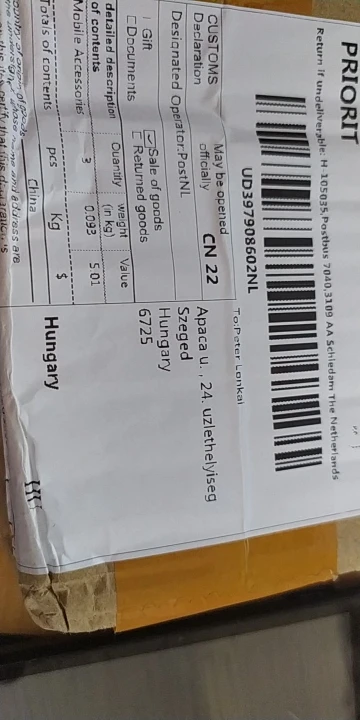 PRIORIT
Return if undeliverable: H-105035,Posthus 7040,3109 AA Schiedam The Netherlands
UD397908602NL
To:Peter Lonkai
Apaca u. , 24. uzlethelyiseg
Szeged
Hungary
6725
Hungary
CUSTOMS
Declaration
May be opened
officially
CN 22
Designated Operator:PostNL
Gift
Documents
Sale of goods
Returned goods
detailed description
of contents
Quantity
weight
(in kg)
Value
Mobile Accessories
3
0.093
5.01
Totals of contents
pcs
Kg
$
China